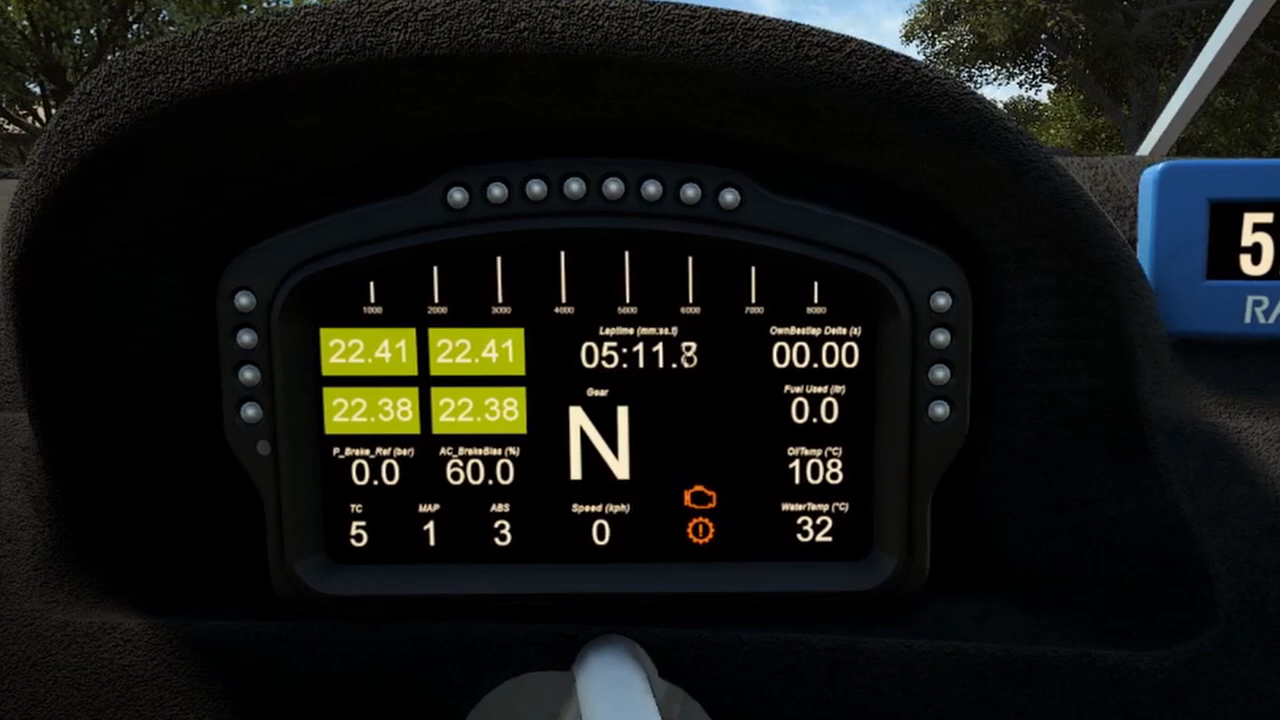 1000 2000 3000 4000 5000 6000 7000 8000
22.41 22.41
22.38 22.38
P_Brake_Ref (bar) AC_BrakeBias (%)
0.0 60.0
TC MAP ABS
5 1 3
Laptime (mm:ss.t)
05:11.8
Gear
N
Speed (kph)
0
OwnBestlap Delta (s)
00.00
Fuel Used (ltr)
0.0
OilTemp (°C)
108
WaterTemp (°C)
32
5
RA